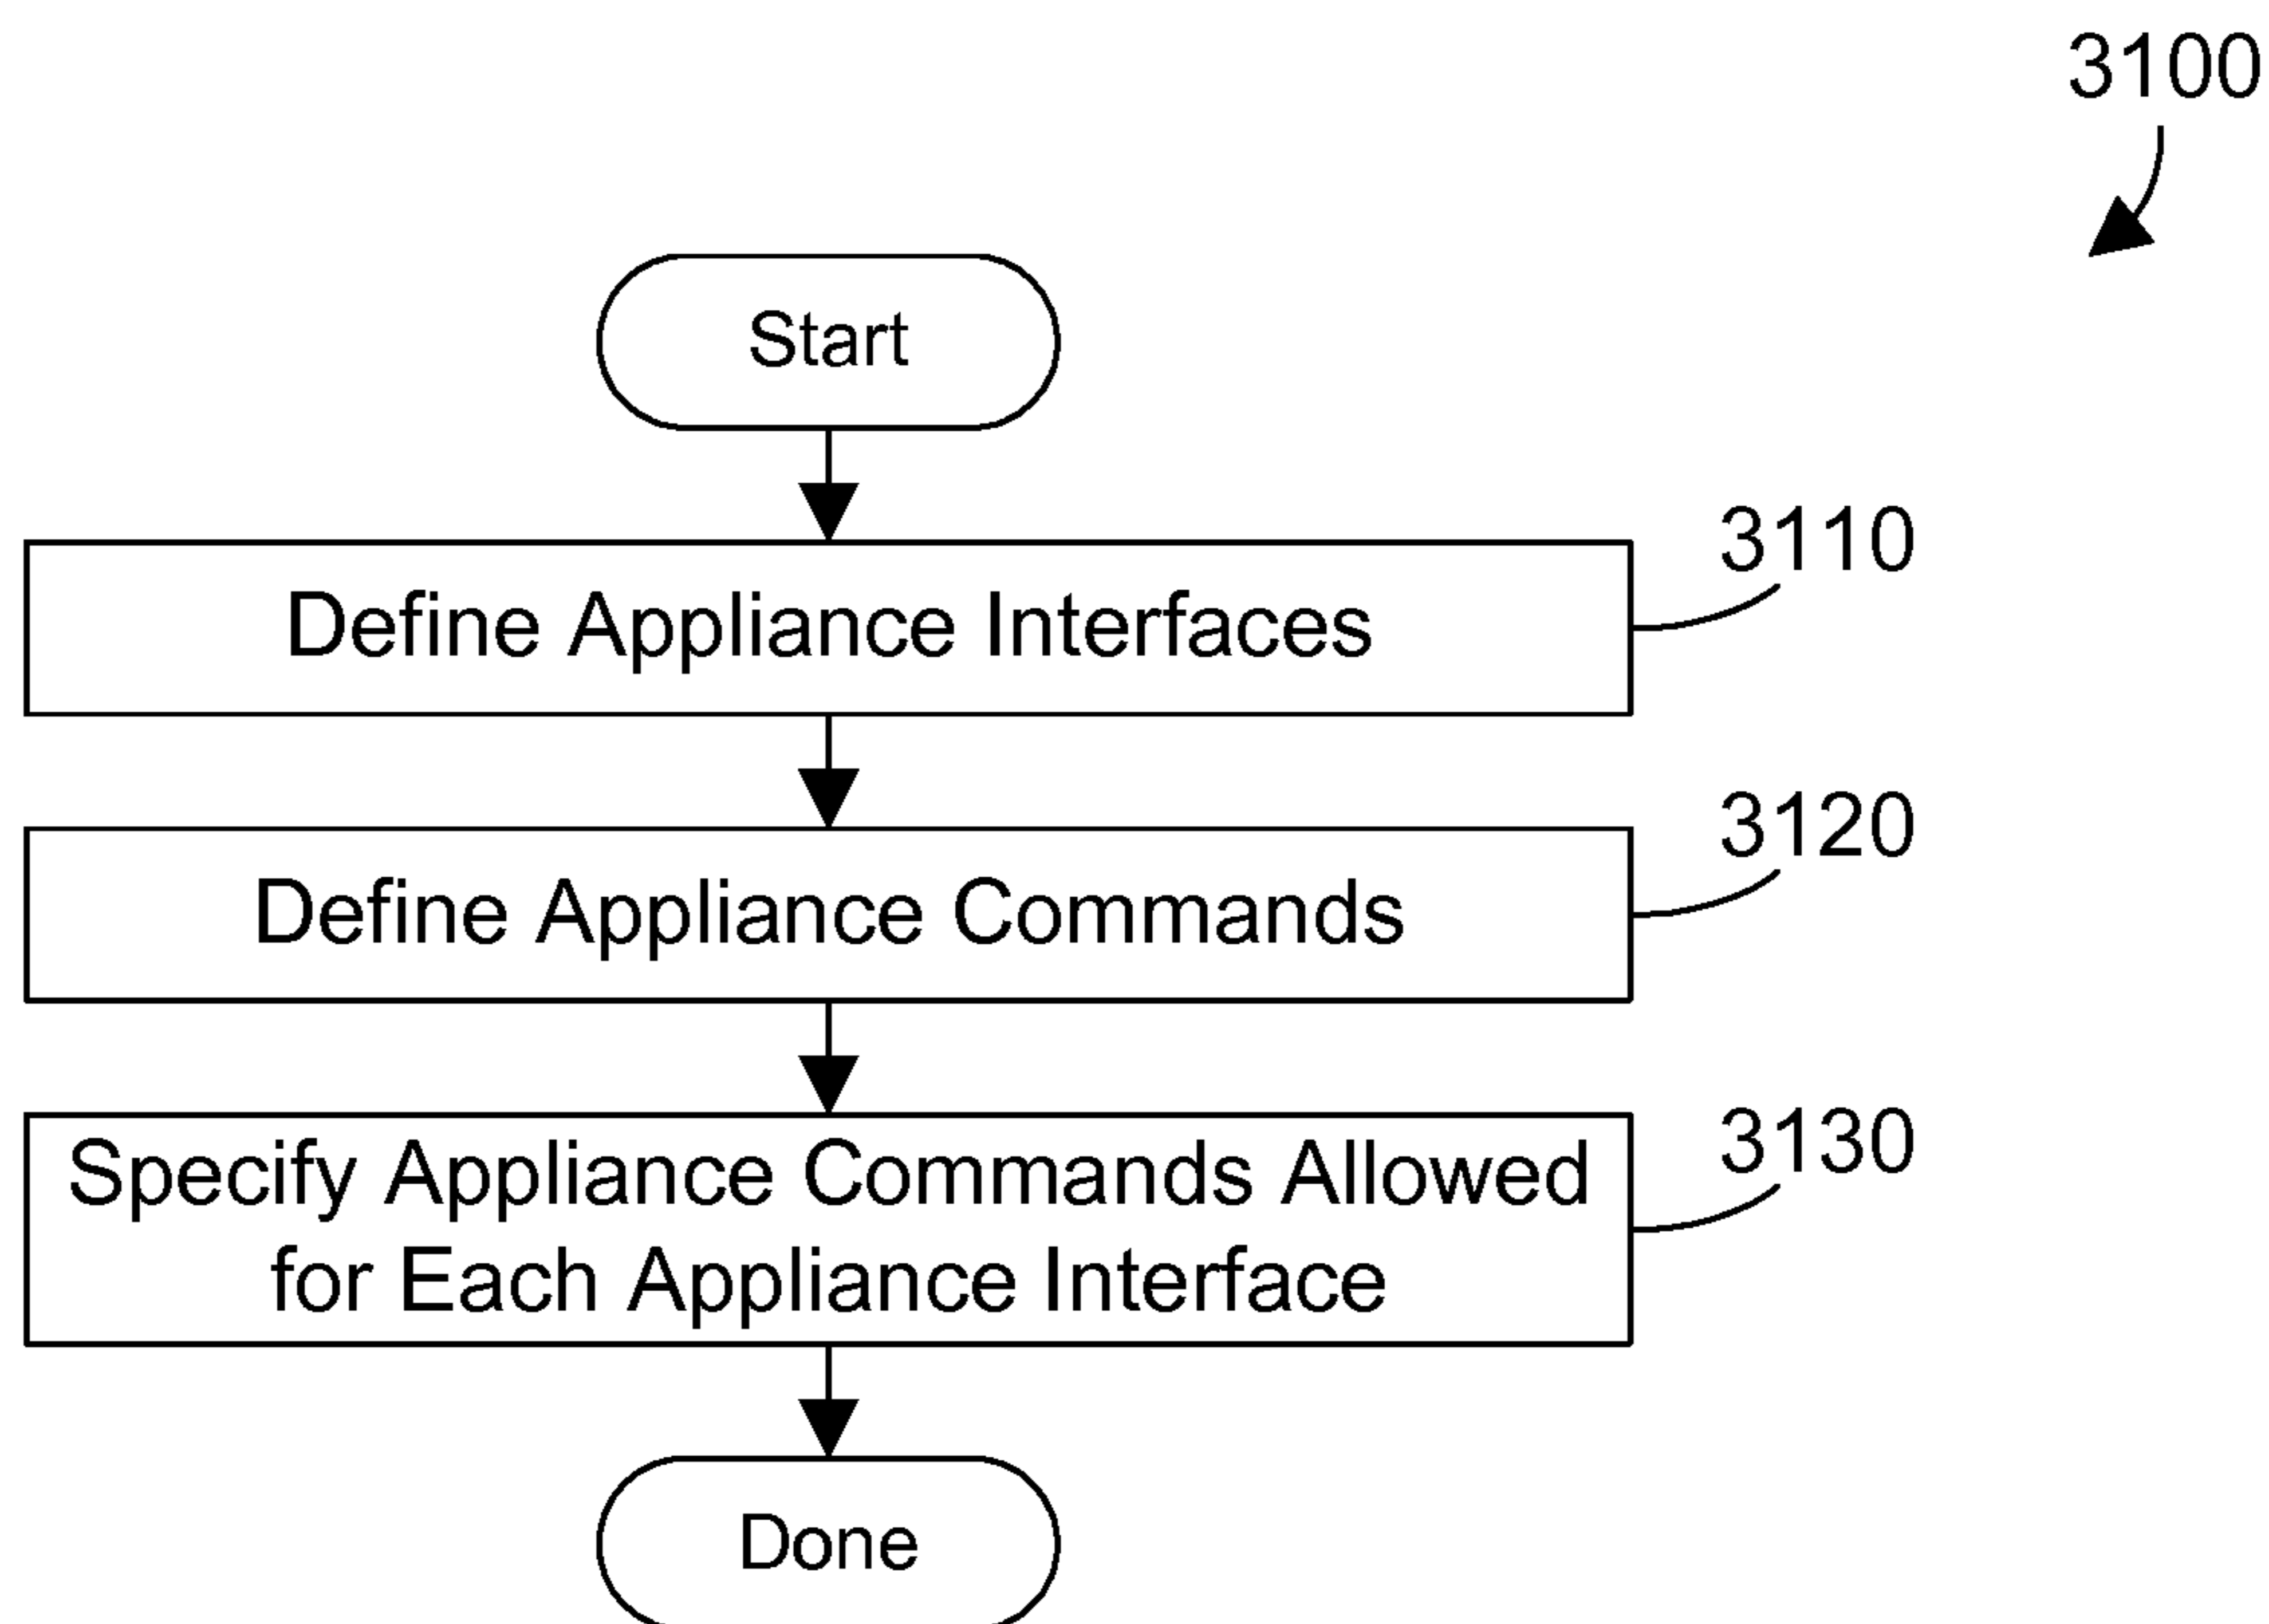 3100
Start
Define Appliance Interfaces
3110
Define Appliance Commands
3120
Specify Appliance Commands Allowed
for Each Appliance Interface
3130
Done